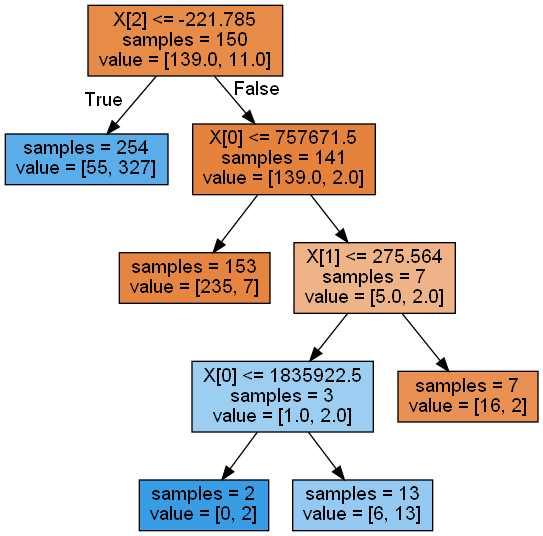 X[2] <= -221.785
samples = 150
value = [139.0, 11.0]
True
False
samples = 254
value = [55, 327]
X[0] <= 757671.5
samples = 141
value = [139.0, 2.0]
samples = 153
value = [235, 7]
X[1] <= 275.564
samples = 7
value = [5.0, 2.0]
X[0] <= 1835922.5
samples = 3
value = [1.0, 2.0]
samples = 7
value = [16, 2]
samples = 2
value = [0, 2]
samples = 13
value = [6, 13]